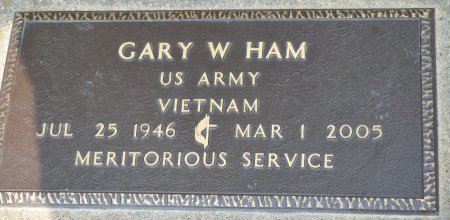 GARY W HAM
US ARMY
VIETNAM
JUL 25 1946 MAR 1 2005
MERITORIOUS SERVICE